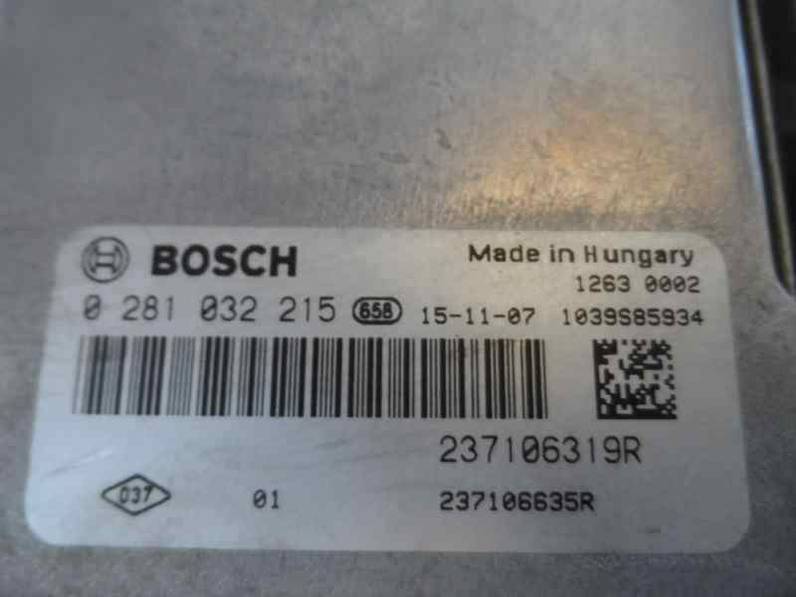 BOSCH
Made in Hungary
1263 0002
0 281 032 215 658 15-11-07 1039S85934
237106319R
037 01 237106635R